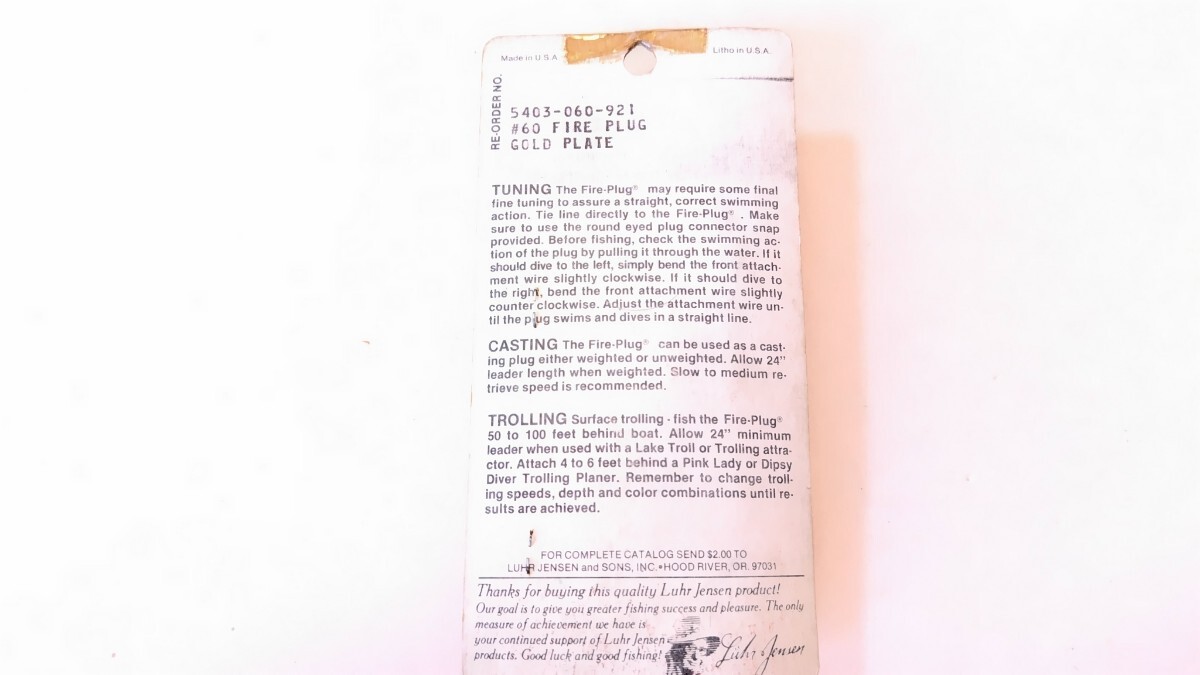 Made in U.S.A.
Litho in U.S.A.
RE-ORDER NO.
5403-060-921
#60 FIRE PLUG
GOLD PLATE
TUNING The Fire-Plug® may require some final
fine tuning to assure a straight, correct swimming
action. Tie line directly to the Fire-Plug® . Make
sure to use the round eyed plug connector snap
provided. Before fishing, check the swimming ac-
tion of the plug by pulling it through the water. If it
should dive to the left, simply bend the front attach-
ment wire slightly clockwise. If it should dive to
the right, bend the front attachment wire slightly
counter clockwise. Adjust the attachment wire un-
til the plug swims and dives in a straight line.
CASTING The Fire-Plug® can be used as a cast-
ing plug either weighted or unweighted. Allow 24"
leader length when weighted. Slow to medium re-
trieve speed is recommended.
TROLLING Surface trolling - fish the Fire-Plug®
50 to 100 feet behind boat. Allow 24" minimum
leader when used with a Lake Troll or Trolling attra-
ctor. Attach 4 to 6 feet behind a Pink Lady or Dipsy
Diver Trolling Planer. Remember to change troll-
ing speeds, depth and color combinations until re-
sults are achieved.
FOR COMPLETE CATALOG SEND $2.00 TO
LUHR JENSEN and SONS, INC.•HOOD RIVER, OR. 97031
Thanks for buying this quality Luhr Jensen product!
Our goal is to give you greater fishing success and pleasure. The only
measure of achievement we have is
your continued support of Luhr Jensen
products. Good luck and good fishing!
Luhr Jensen